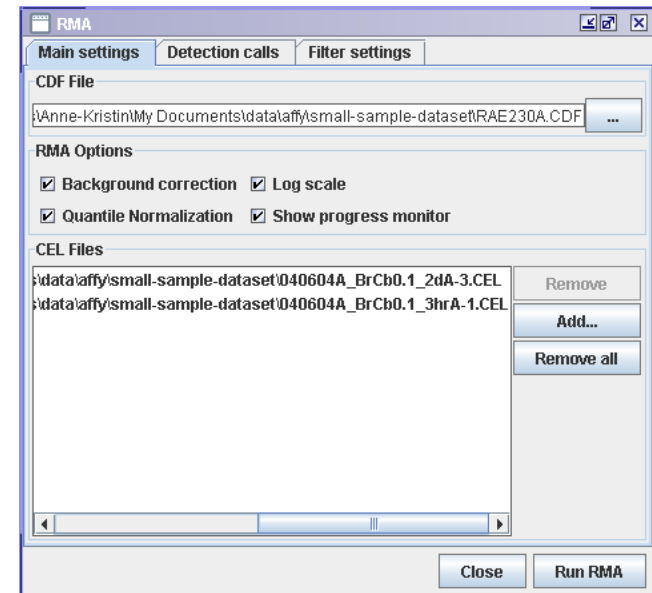 RMA
Main settings Detection calls Filter settings
CDF File
:\Anne-Kristin\My Documents\data\affy\small-sample-dataset\RAE230A.CDF ...
RMA Options
Background correction Log scale
Quantile Normalization Show progress monitor
CEL Files
s\data\affy\small-sample-dataset\040604A_BrCb0.1_2dA-3.CEL
s\data\affy\small-sample-dataset\040604A_BrCb0.1_3hrA-1.CEL
Remove
Add...
Remove all
Close Run RMA